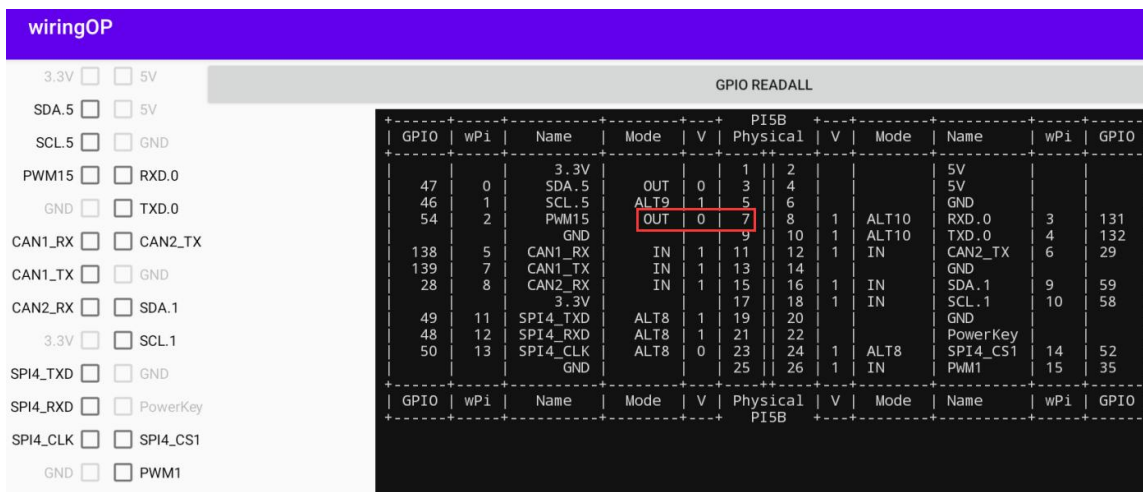 wiringOP
3.3V 5V
SDA.5 5V
SCL.5 GND
PWM15 RXD.0
GND TXD.0
CAN1_RX CAN2_TX
CAN1_TX GND
CAN2_RX SDA.1
3.3V SCL.1
SPI4_TXD GND
SPI4_RXD PowerKey
SPI4_CLK SPI4_CS1
GND PWM1
GPIO READALL
+------+-----+----------+--------+---+   PI5B   +---+--------+----------+-----+------
| GPIO | wPi |   Name   |  Mode  | V | Physical | V |  Mode  | Name     | wPi | GPIO
+------+-----+----------+--------+---+----++----+---+--------+----------+-----+------
|      |     |     3.3V |        |   |  1 || 2  |   |        | 5V       |     |
|   47 |   0 |    SDA.5 |    OUT | 0 |  3 || 4  |   |        | 5V       |     |
|   46 |   1 |    SCL.5 |   ALT9 | 1 |  5 || 6  |   |        | GND      |     |
|   54 |   2 |    PWM15 |    OUT | 0 |  7 || 8  | 1 | ALT10  | RXD.0    | 3   | 131
|      |     |      GND |        |   |  9 || 10 | 1 | ALT10  | TXD.0    | 4   | 132
|  138 |   5 |  CAN1_RX |     IN | 1 | 11 || 12 | 1 | IN     | CAN2_TX  | 6   | 29
|  139 |   7 |  CAN1_TX |     IN | 1 | 13 || 14 |   |        | GND      |     |
|   28 |   8 |  CAN2_RX |     IN | 1 | 15 || 16 | 1 | IN     | SDA.1    | 9   | 59
|      |     |     3.3V |        |   | 17 || 18 | 1 | IN     | SCL.1    | 10  | 58
|   49 |  11 | SPI4_TXD |   ALT8 | 1 | 19 || 20 |   |        | GND      |     |
|   48 |  12 | SPI4_RXD |   ALT8 | 1 | 21 || 22 |   |        | PowerKey |     |
|   50 |  13 | SPI4_CLK |   ALT8 | 0 | 23 || 24 | 1 | ALT8   | SPI4_CS1 | 14  | 52
|      |     |      GND |        |   | 25 || 26 | 1 | IN     | PWM1     | 15  | 35
+------+-----+----------+--------+---+----++----+---+--------+----------+-----+------
| GPIO | wPi |   Name   |  Mode  | V | Physical | V |  Mode  | Name     | wPi | GPIO
+------+-----+----------+--------+---+   PI5B   +---+--------+----------+-----+------